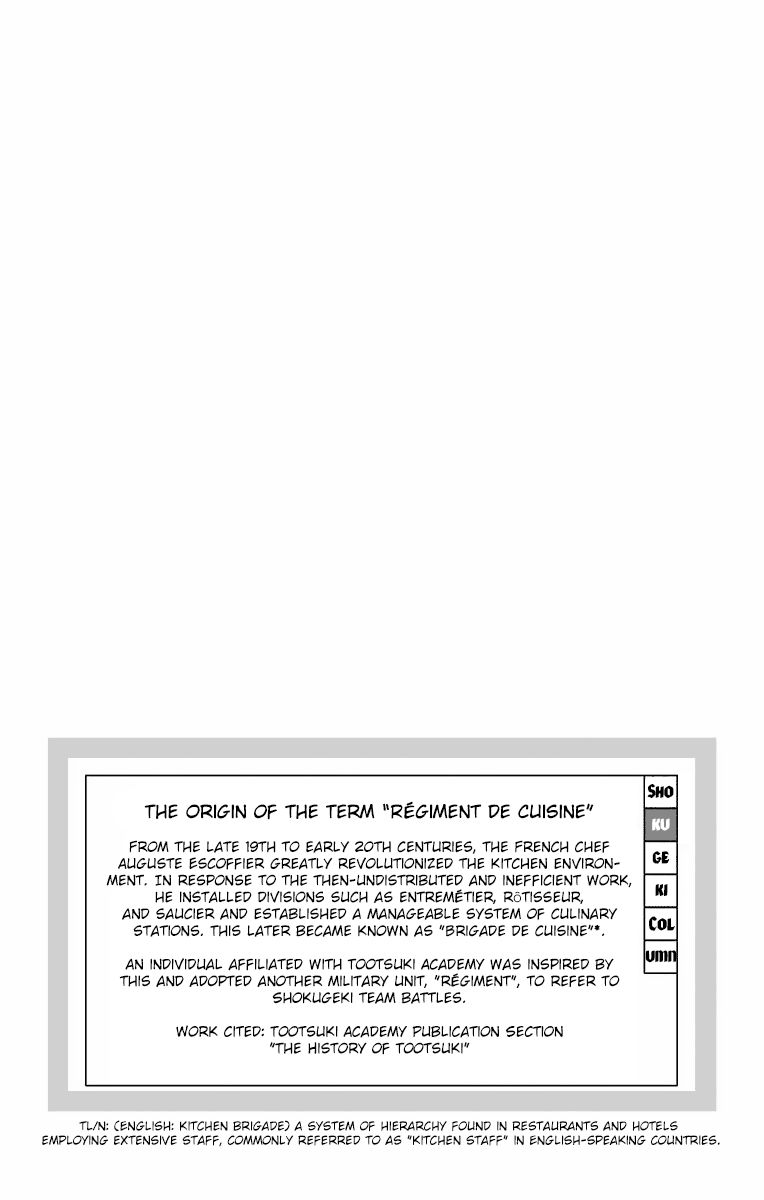 THE ORIGIN OF THE TERM "RÉGIMENT DE CUISINE"
FROM THE LATE 19TH TO EARLY 20TH CENTURIES, THE FRENCH CHEF
AUGUSTE ESCOFFIER GREATLY REVOLUTIONIZED THE KITCHEN ENVIRON-
MENT. IN RESPONSE TO THE THEN-UNDISTRIBUTED AND INEFFICIENT WORK,
HE INSTALLED DIVISIONS SUCH AS ENTREMÉTIER, RÔTISSEUR,
AND SAUCIER AND ESTABLISHED A MANAGEABLE SYSTEM OF CULINARY
STATIONS. THIS LATER BECAME KNOWN AS "BRIGADE DE CUISINE"*.
AN INDIVIDUAL AFFILIATED WITH TOOTSUKI ACADEMY WAS INSPIRED BY
THIS AND ADOPTED ANOTHER MILITARY UNIT, "RÉGIMENT", TO REFER TO
SHOKUGEKI TEAM BATTLES.
WORK CITED: TOOTSUKI ACADEMY PUBLICATION SECTION
"THE HISTORY OF TOOTSUKI"
SHO
KU
GE
KI
COL
UMN
TL/N: (ENGLISH: KITCHEN BRIGADE) A SYSTEM OF HIERARCHY FOUND IN RESTAURANTS AND HOTELS
EMPLOYING EXTENSIVE STAFF, COMMONLY REFERRED TO AS "KITCHEN STAFF" IN ENGLISH-SPEAKING COUNTRIES.